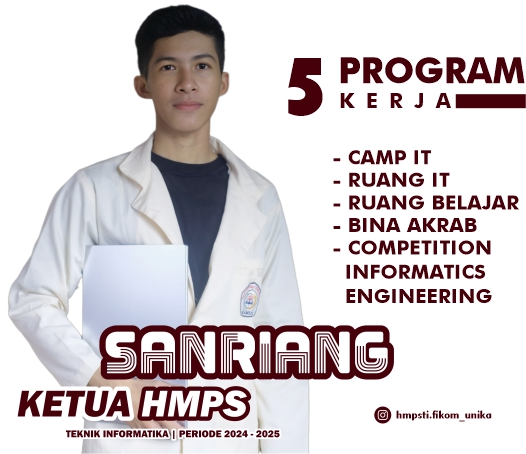 5 PROGRAM
KERJA
- CAMP IT
- RUANG IT
- RUANG BELAJAR
- BINA AKRAB
- COMPETITION
INFORMATICS
ENGINEERING
SANRIANG
KETUA HMPS
TEKNIK INFORMATIKA | PERIODE 2024 - 2025
hmpsti.fikom_unika